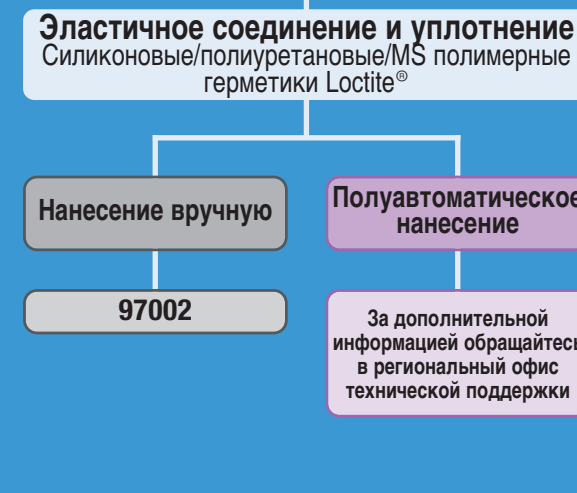 Эластичное соединение и уплотнение
Силиконовые/полиуретановые/MS полимерные
герметики Loctite®
Нанесение вручную
97002
Полуавтоматическое
нанесение
За дополнительной
информацией обращайтесь
в региональный офис
технической поддержки